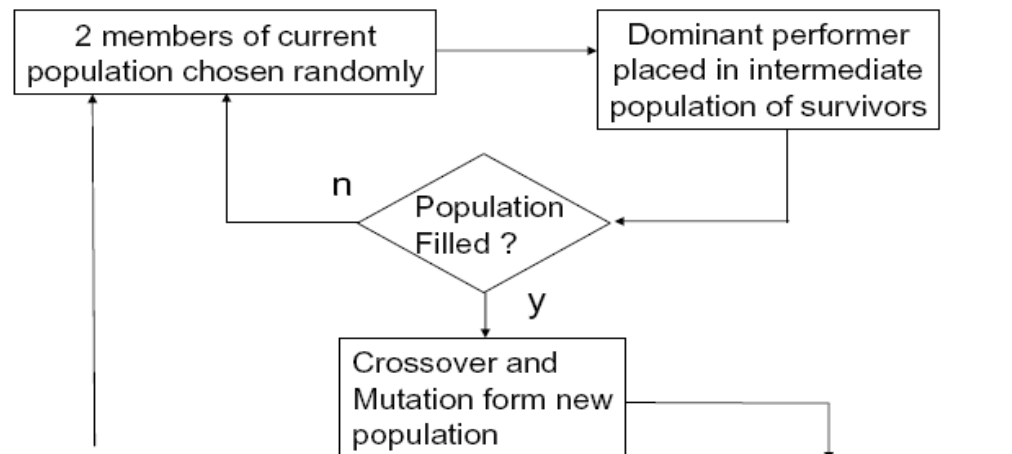 2 members of current
population chosen randomly
Dominant performer
placed in intermediate
population of survivors
n
Population
Filled ?
y
Crossover and
Mutation form new
population